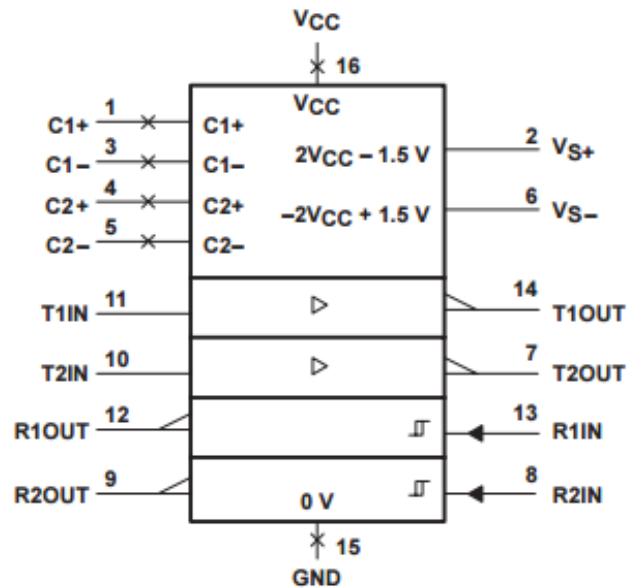 VCC
16
VCC
1
C1+ C1+
3
C1− C1−
4
C2+ C2+
5
C2− C2−
2VCC − 1.5 V
2
VS+
−2VCC + 1.5 V
6
VS−
T1IN 11
14
T1OUT
T2IN 10
7
T2OUT
R1OUT 12
13
R1IN
R2OUT 9
8
R2IN
0 V
15
GND